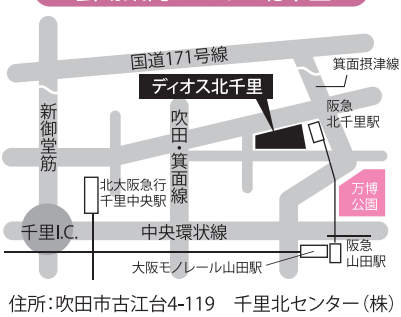 国道171号線
箕面摂津線
ディオス北千里
阪急
北千里駅
新御堂筋
吹田・箕面線
北大阪急行
千里中央駅
万博
公園
千里I.C.
中央環状線
阪急
山田駅
大阪モノレール山田駅
住所:吹田市古江台4-119 千里北センター(株)